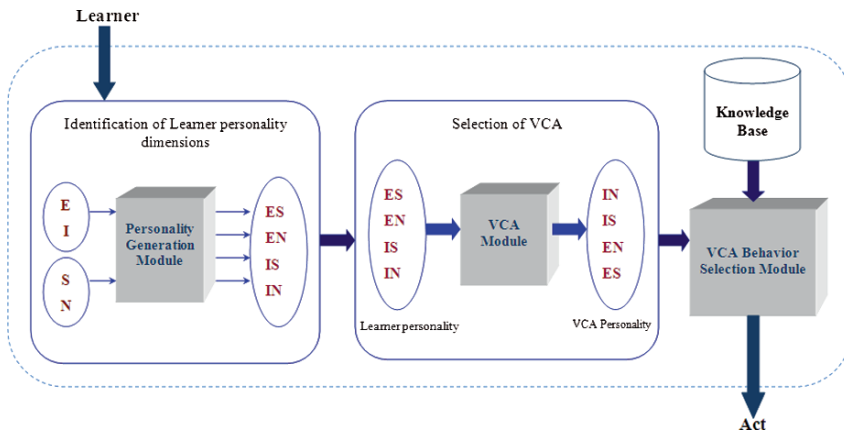 Learner
Identification of Learner personality
dimensions
E
I
S
N
Personality
Generation
Module
ES
EN
IS
IN
Selection of VCA
ES
EN
IS
IN
Learner personality
VCA
Module
IN
IS
EN
ES
VCA Personality
Knowledge
Base
VCA Behavior
Selection Module
Act